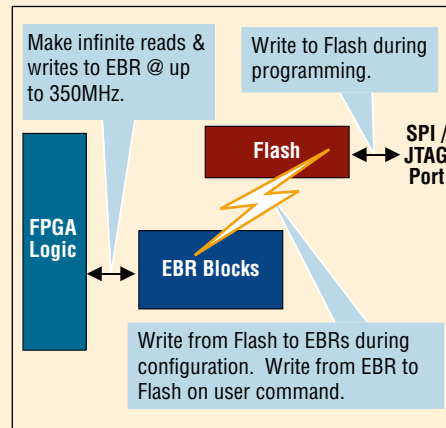 Make infinite reads &
writes to EBR @ up
to 350MHz.
Write to Flash during
programming.
Flash
SPI /
JTAG
Port
FPGA
Logic
EBR Blocks
Write from Flash to EBRs during
configuration. Write from EBR to
Flash on user command.